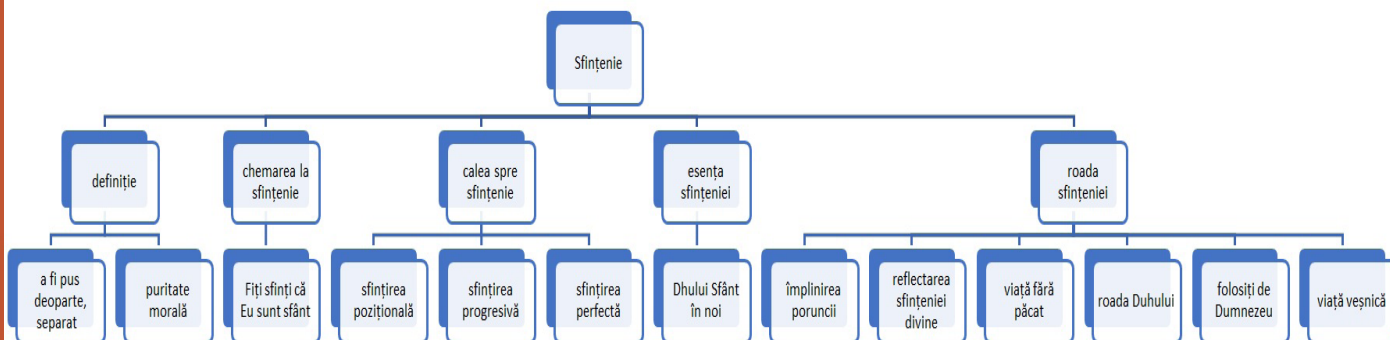 Sfințenie
definiție
chemarea la
sfințenie
calea spre
sfințenie
esența
sfințeniei
roada
sfințeniei
a fi pus
deoparte,
separat
puritate
morală
Fiți sfinți că
Eu sunt sfânt
sfințirea
pozițională
sfințirea
progresivă
sfințirea
perfectă
Dhului Sfânt
în noi
împlinirea
poruncii
reflectarea
sfințeniei
divine
viață fără
păcat
roada Duhului
folosiți de
Dumnezeu
viață veșnică